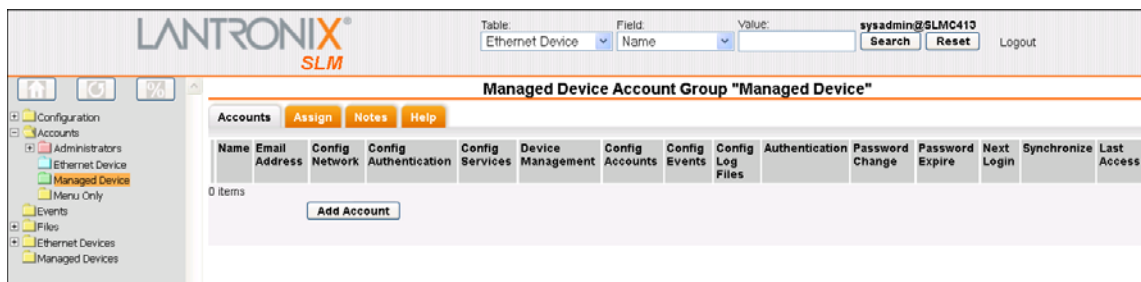 LANTRONIX®
SLM
Table: Field: Value: sysadmin@SLMC413
Ethernet Device Name Search Reset Logout
Managed Device Account Group "Managed Device"
Configuration
Accounts
Administrators
Ethernet Device
Managed Device
Menu Only
Events
Files
Ethernet Devices
Managed Devices
Accounts Assign Notes Help
Name Email Config Config Config Device Config Config Config Authentication Password Password Next Synchronize Last
Address Network Authentication Services Management Accounts Events Log Change Expire Login Access
Files
0 items
Add Account